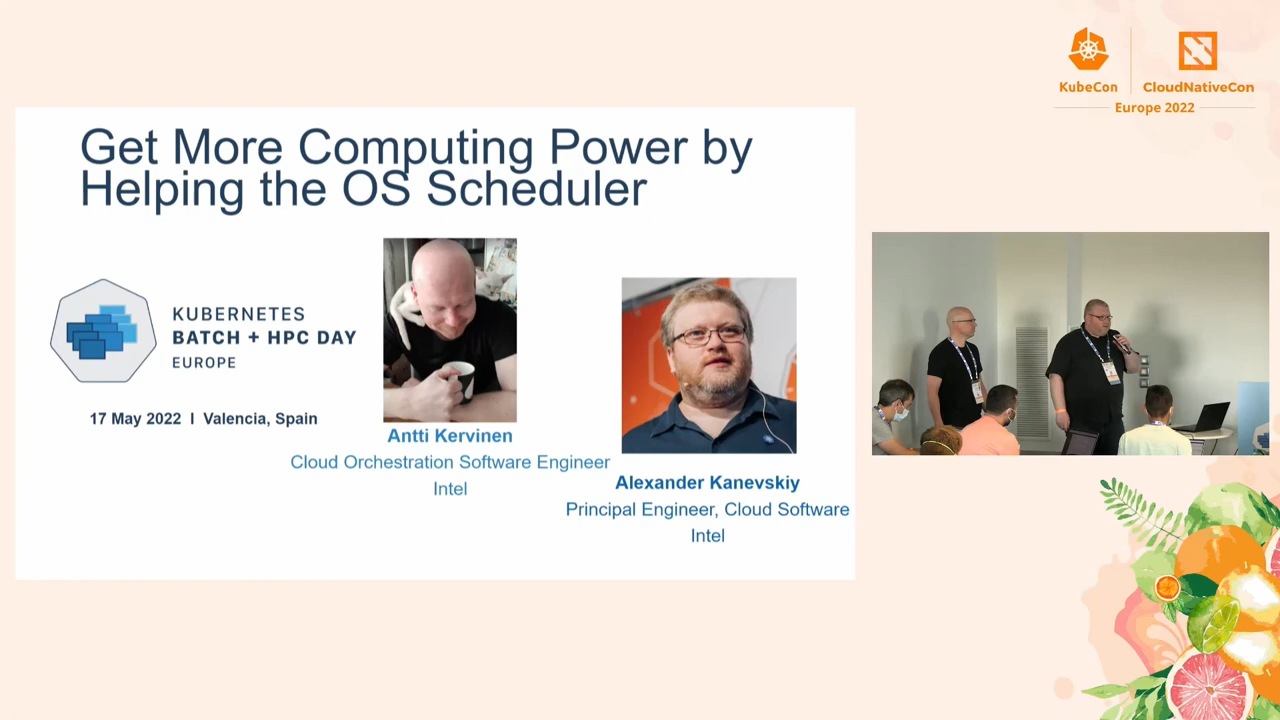 KubeCon
CloudNativeCon
Europe 2022
Get More Computing Power by
Helping the OS Scheduler
KUBERNETES
BATCH + HPC DAY
EUROPE
17 May 2022 I Valencia, Spain
Antti Kervinen
Cloud Orchestration Software Engineer
Intel
Alexander Kanevskiy
Principal Engineer, Cloud Software
Intel